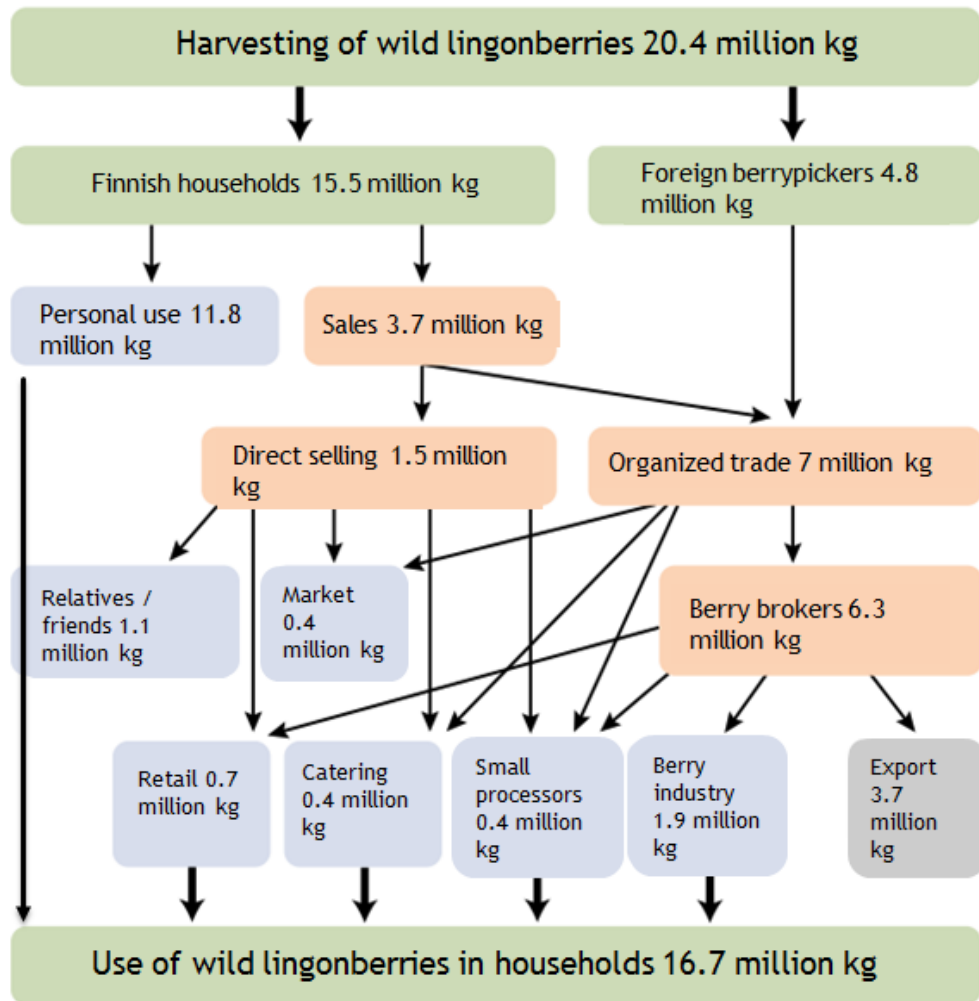 Harvesting of wild lingonberries 20.4 million kg
Finnish households 15.5 million kg
Foreign berrypickers 4.8
million kg
Personal use 11.8
million kg
Sales 3.7 million kg
Direct selling 1.5 million
kg
Organized trade 7 million kg
Relatives /
friends 1.1
million kg
Market
0.4
million kg
Berry brokers 6.3
million kg
Retail 0.7
million kg
Catering
0.4 million
kg
Small
processors
0.4 million
kg
Berry
industry
1.9 million
kg
Export
3.7
million
kg
Use of wild lingonberries in households 16.7 million kg